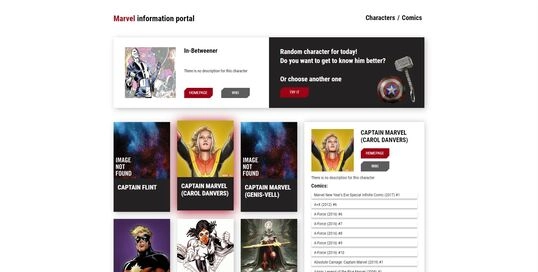 Marvel information portal
Characters / Comics
In-Betweener
There is no description for this character
HOMEPAGE
WIKI
Random character for today!
Do you want to get to know him better?
Or choose another one
TRY IT
IMAGE
NOT
FOUND
CAPTAIN FLINT
CAPTAIN MARVEL
(CAROL DANVERS)
IMAGE
NOT
FOUND
CAPTAIN MARVEL
(GENIS-VELL)
CAPTAIN MARVEL
(CAROL DANVERS)
HOMEPAGE
WIKI
There is no description for this character
Comics:
Marvel New Year's Eve Special Infinite Comic (2017) #1
A+X (2012) #6
A-Force (2016) #6
A-Force (2016) #7
A-Force (2016) #8
A-Force (2016) #9
A-Force (2016) #10
Absolute Carnage: Captain Marvel (2019) #1